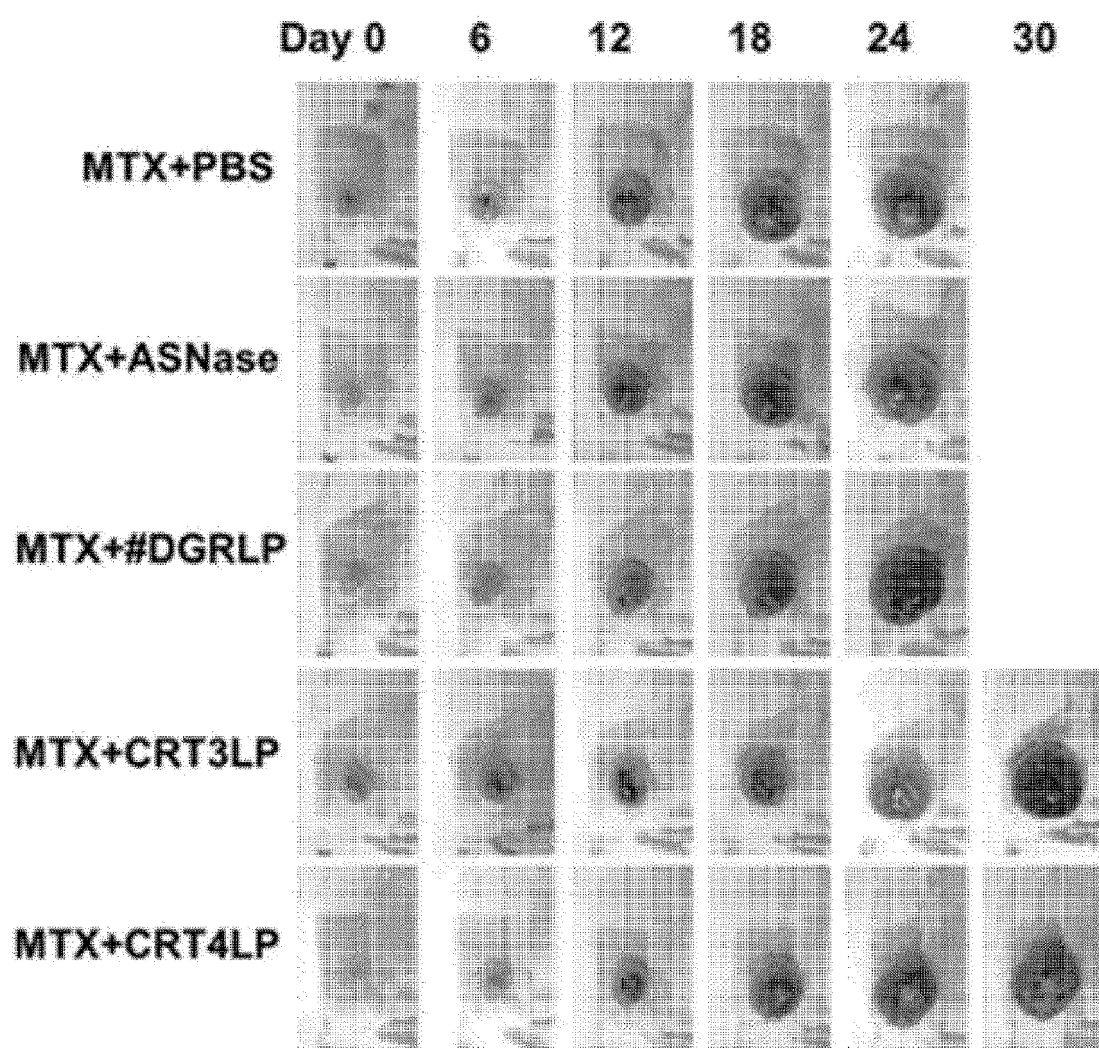 Day 0 6 12 18 24 30
MTX+PBS
MTX+ASNase
MTX+#DGRLP
MTX+CRT3LP
MTX+CRT4LP